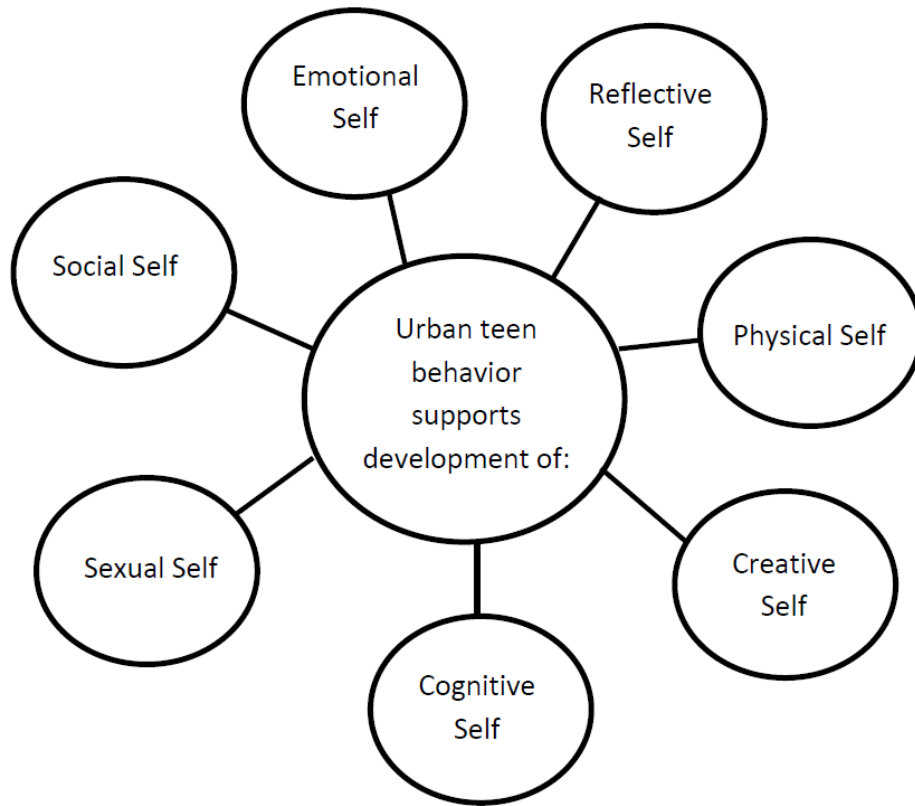 Emotional
Self
Reflective
Self
Social Self
Physical Self
Urban teen
behavior
supports
development of:
Sexual Self
Creative
Self
Cognitive
Self